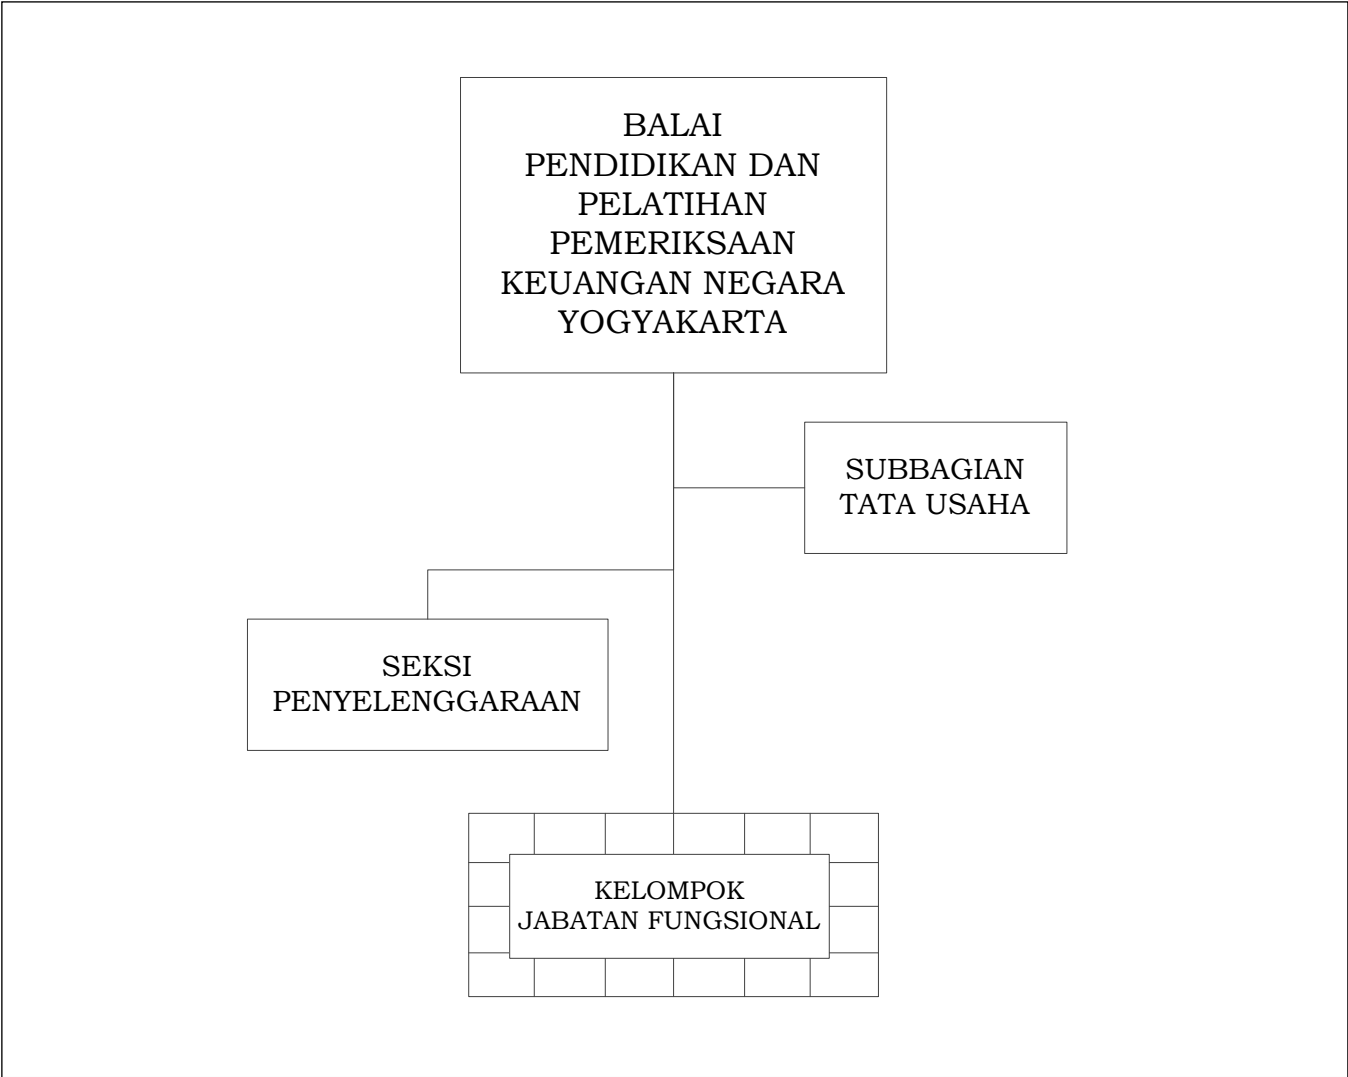 BALAI
PENDIDIKAN DAN
PELATIHAN
PEMERIKSAAN
KEUANGAN NEGARA
YOGYAKARTA
SUBBAGIAN
TATA USAHA
SEKSI
PENYELENGGARAAN
KELOMPOK
JABATAN FUNGSIONAL